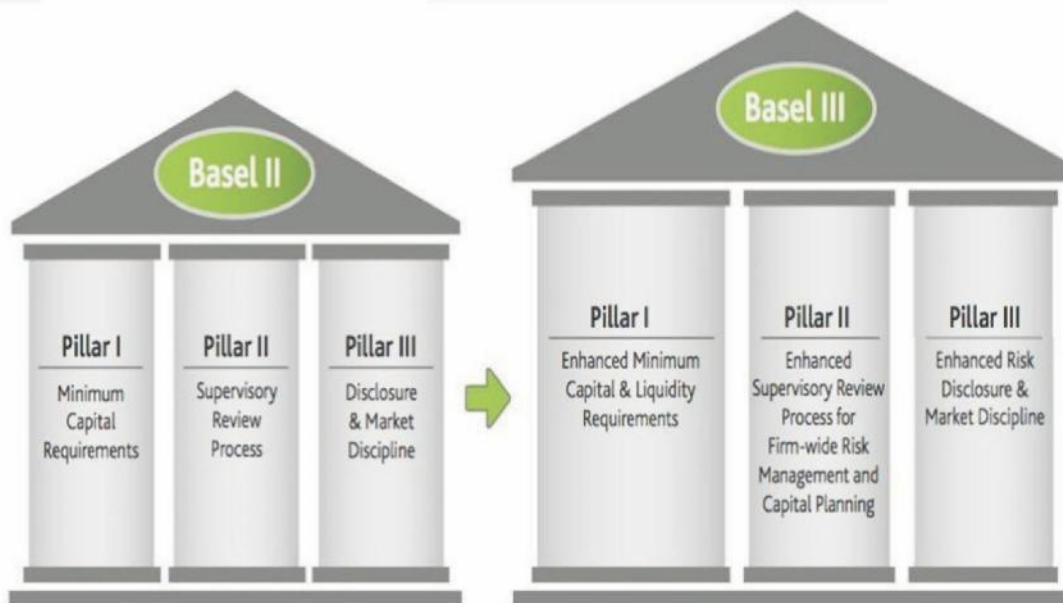 Basel II
Pillar I
Minimum
Capital
Requirements
Pillar II
Supervisory
Review
Process
Pillar III
Disclosure
& Market
Discipline
Basel III
Pillar I
Enhanced Minimum
Capital & Liquidity
Requirements
Pillar II
Enhanced
Supervisory Review
Process for
Firm-wide Risk
Management and
Capital Planning
Pillar III
Enhanced Risk
Disclosure &
Market Discipline